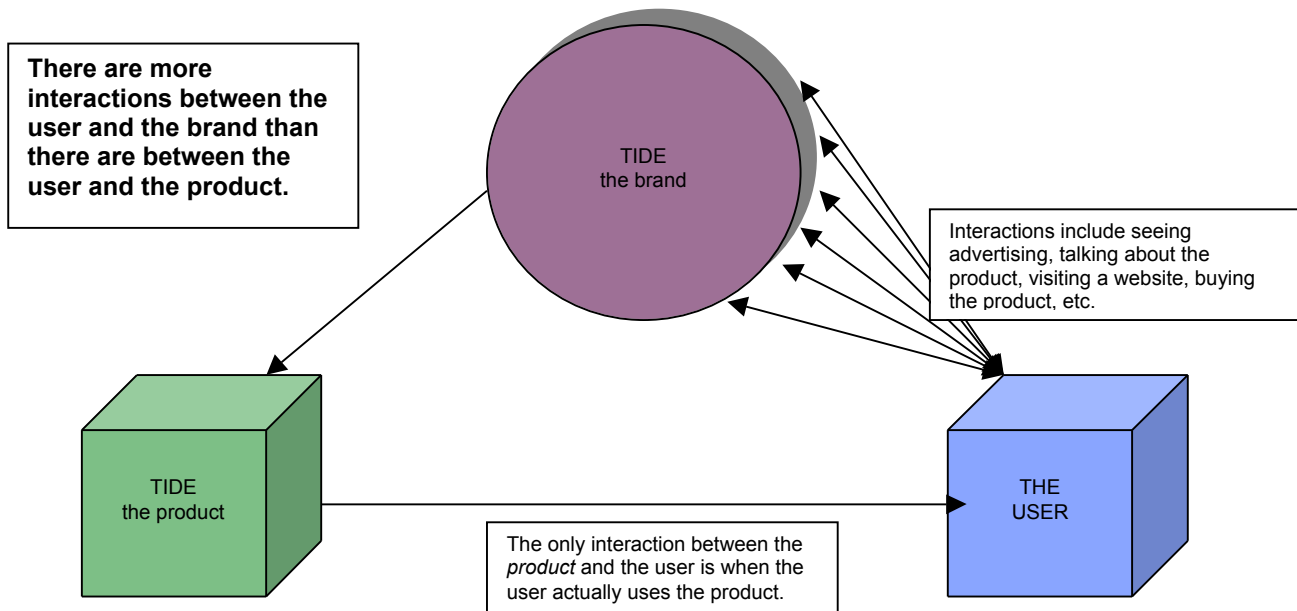 There are more
interactions between the
user and the brand than
there are between the
user and the product.
TIDE
the brand
Interactions include seeing
advertising, talking about the
product, visiting a website, buying
the product, etc.
TIDE
the product
THE
USER
The only interaction between the
product and the user is when the
user actually uses the product.